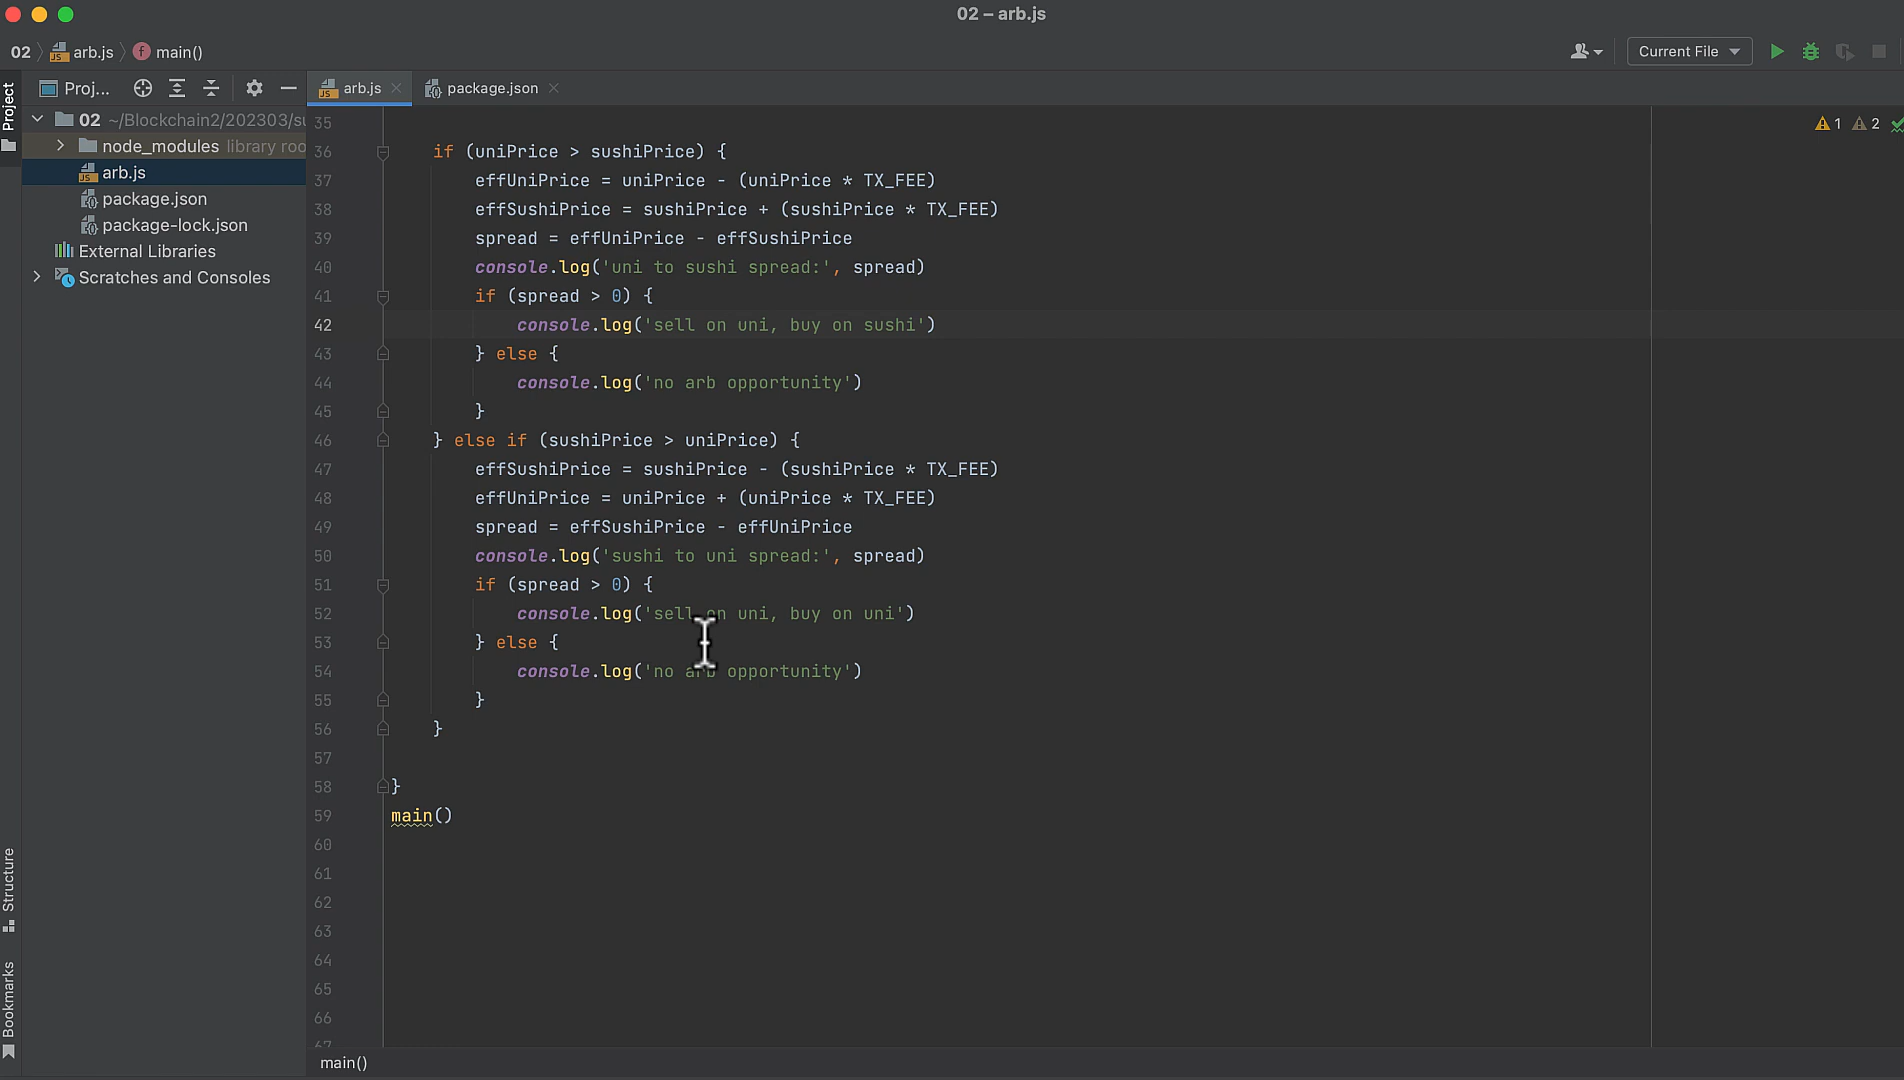 02 – arb.js
02 arb.js f main()
Current File
Project
Proj...
arb.js
package.json
02 ~/Blockchain2/202303/su
node_modules library roo
arb.js
package.json
package-lock.json
External Libraries
Scratches and Consoles
1 2
35
36 if (uniPrice > sushiPrice) {
37 effUniPrice = uniPrice - (uniPrice * TX_FEE)
38 effSushiPrice = sushiPrice + (sushiPrice * TX_FEE)
39 spread = effUniPrice - effSushiPrice
40 console.log('uni to sushi spread:', spread)
41 if (spread > 0) {
42 console.log('sell on uni, buy on sushi')
43 } else {
44 console.log('no arb opportunity')
45 }
46 } else if (sushiPrice > uniPrice) {
47 effSushiPrice = sushiPrice - (sushiPrice * TX_FEE)
48 effUniPrice = uniPrice + (uniPrice * TX_FEE)
49 spread = effSushiPrice - effUniPrice
50 console.log('sushi to uni spread:', spread)
51 if (spread > 0) {
52 console.log('sell on uni, buy on uni')
53 } else {
54 console.log('no arb opportunity')
55 }
56 }
57
58 }
59 main()
60
61
62
63
64
65
66
67
Structure
Bookmarks
main()